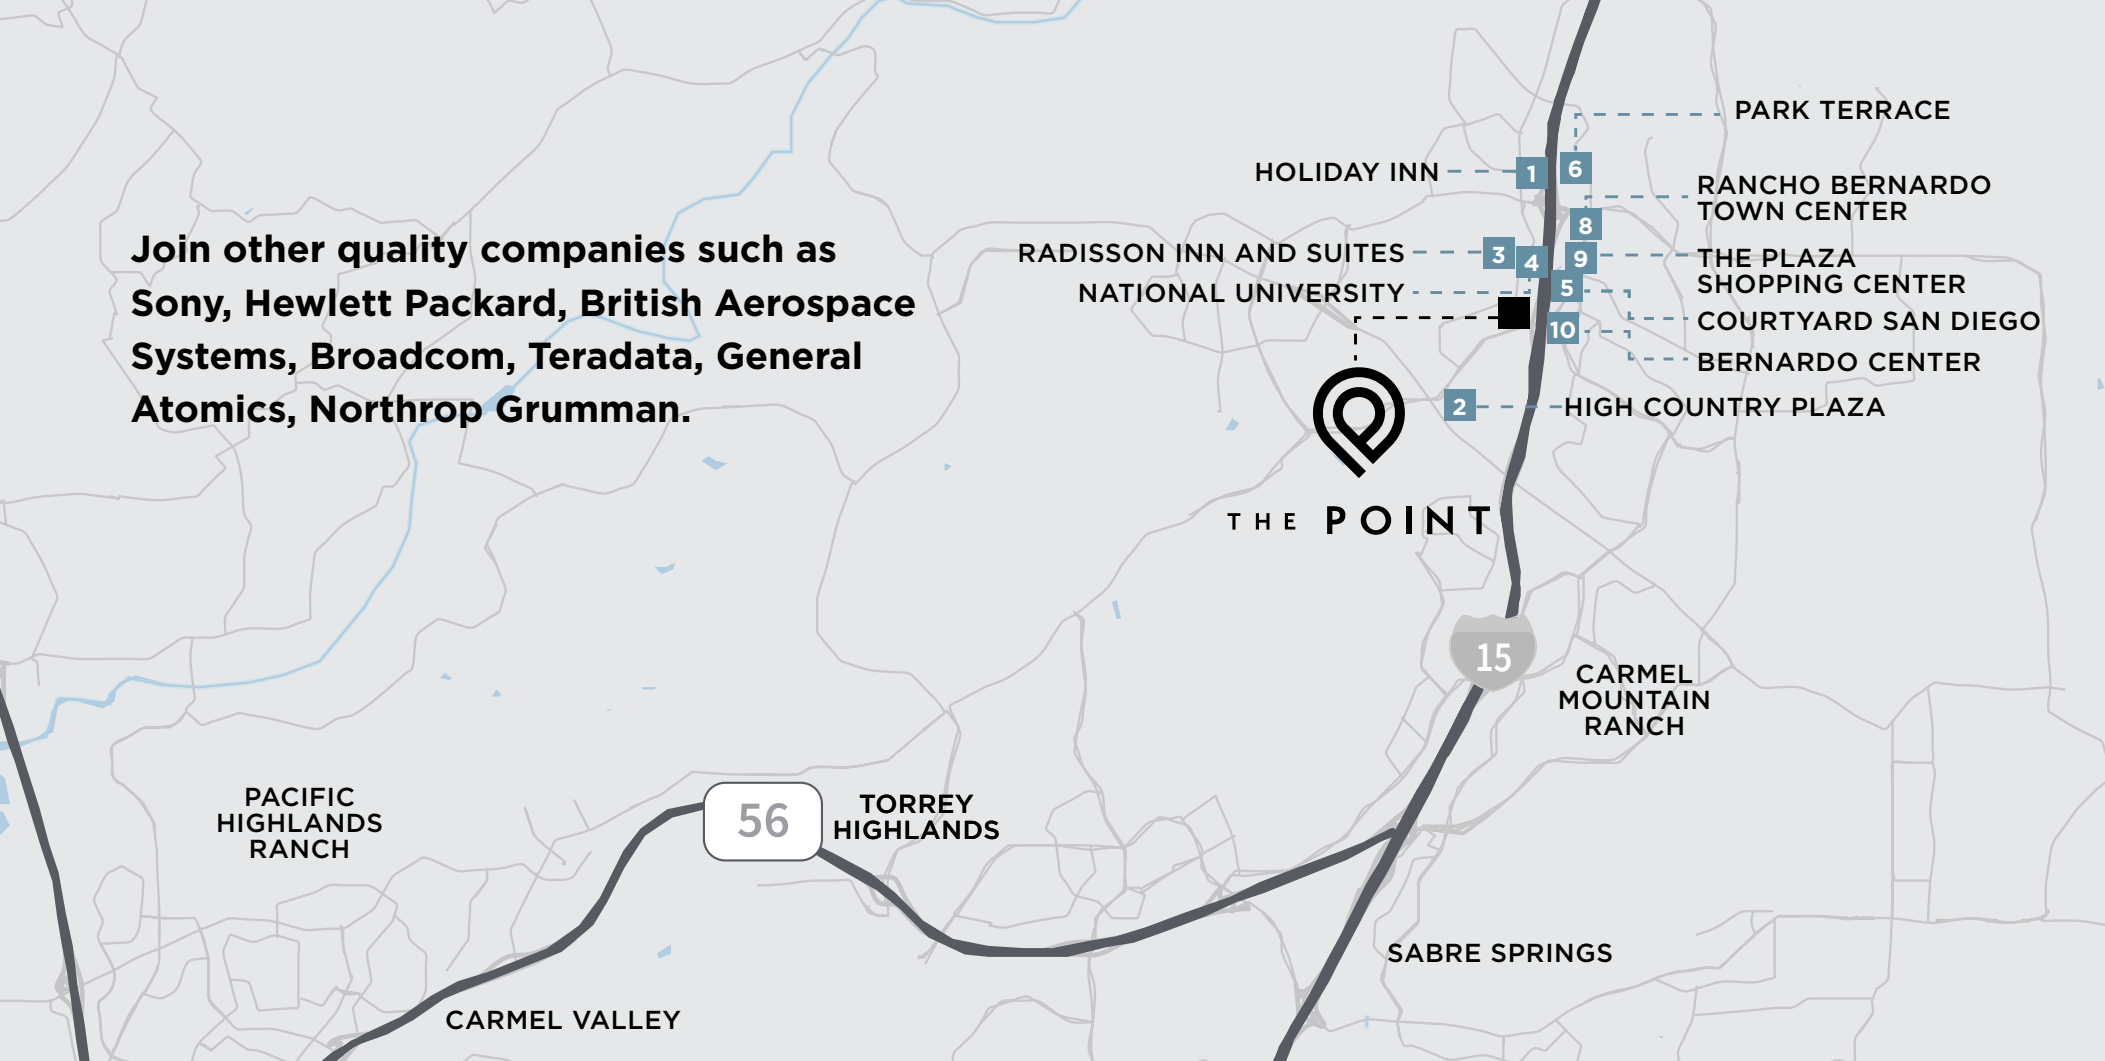 Join other quality companies such as
Sony, Hewlett Packard, British Aerospace
Systems, Broadcom, Teradata, General
Atomics, Northrop Grumman.
PARK TERRACE
HOLIDAY INN
1
6
RANCHO BERNARDO
TOWN CENTER
8
RADISSON INN AND SUITES
3
4
9
THE PLAZA
SHOPPING CENTER
NATIONAL UNIVERSITY
5
COURTYARD SAN DIEGO
10
BERNARDO CENTER
2
HIGH COUNTRY PLAZA
THE POINT
15
CARMEL
MOUNTAIN
RANCH
PACIFIC
HIGHLANDS
RANCH
56
TORREY
HIGHLANDS
SABRE SPRINGS
CARMEL VALLEY